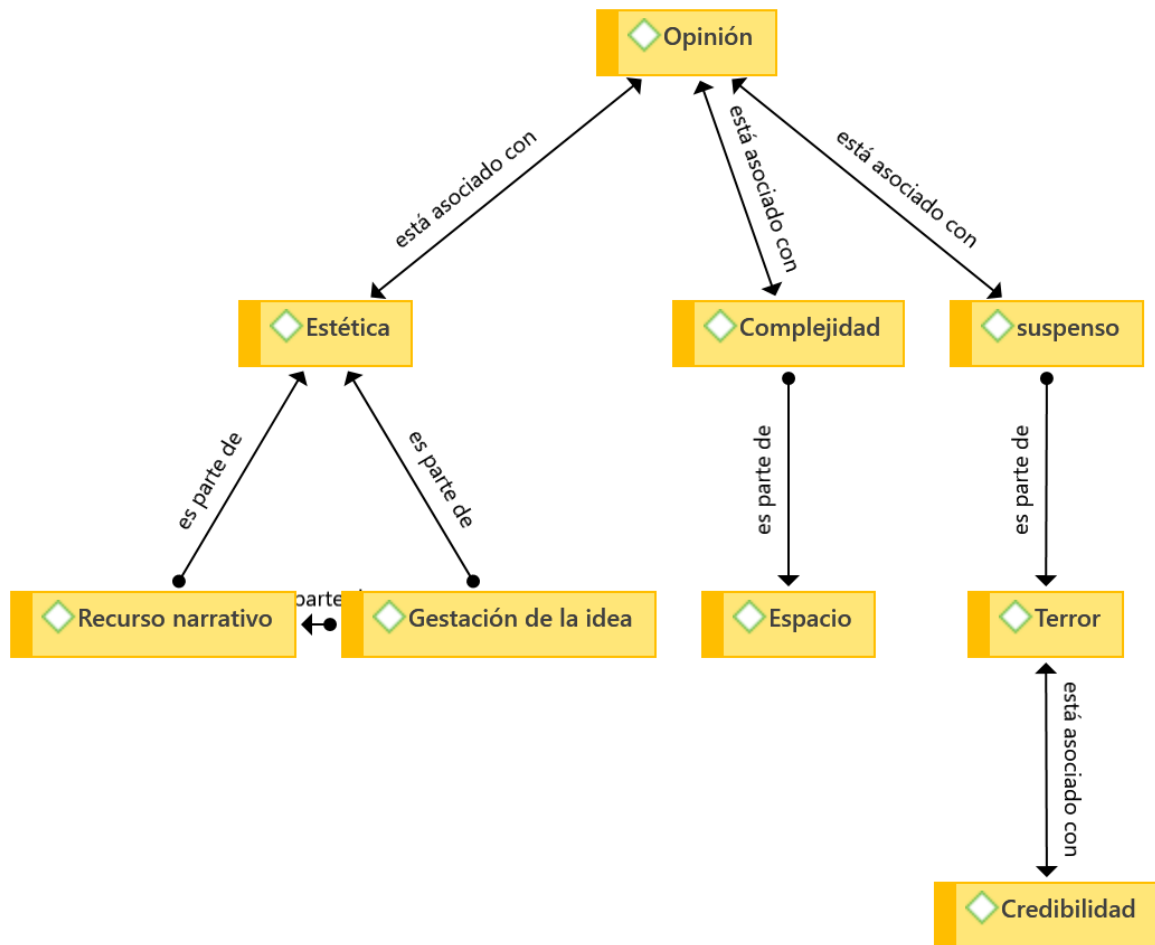 Opinión
está asociado con
está asociado con
está asociado con
Estética
Complejidad
suspenso
es parte de
es parte de
es parte de
es parte de
Recurso narrativo
parte
Gestación de la idea
Espacio
Terror
está asociado con
Credibilidad